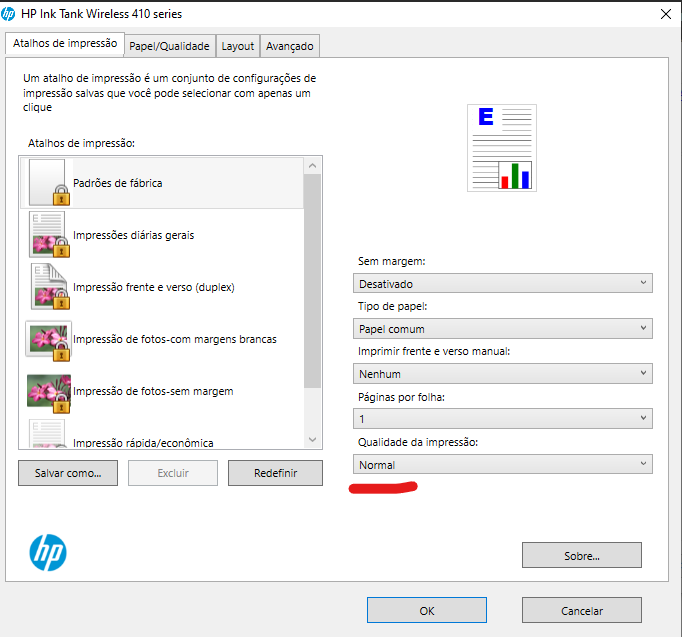 HP Ink Tank Wireless 410 series
Atalhos de impressão
Papel/Qualidade
Layout
Avançado
Um atalho de impressão é um conjunto de configurações de
impressão salvas que você pode selecionar com apenas um
clique
Atalhos de impressão:
Padrões de fábrica
Impressões diárias gerais
Impressão frente e verso (duplex)
Impressão de fotos-com margens brancas
Impressão de fotos-sem margem
Impressão rápida/econômica
Salvar como...
Excluir
Redefinir
E
Sem margem:
Desativado
Tipo de papel:
Papel comum
Imprimir frente e verso manual:
Nenhum
Páginas por folha:
1
Qualidade da impressão:
Normal
hp
Sobre...
OK
Cancelar